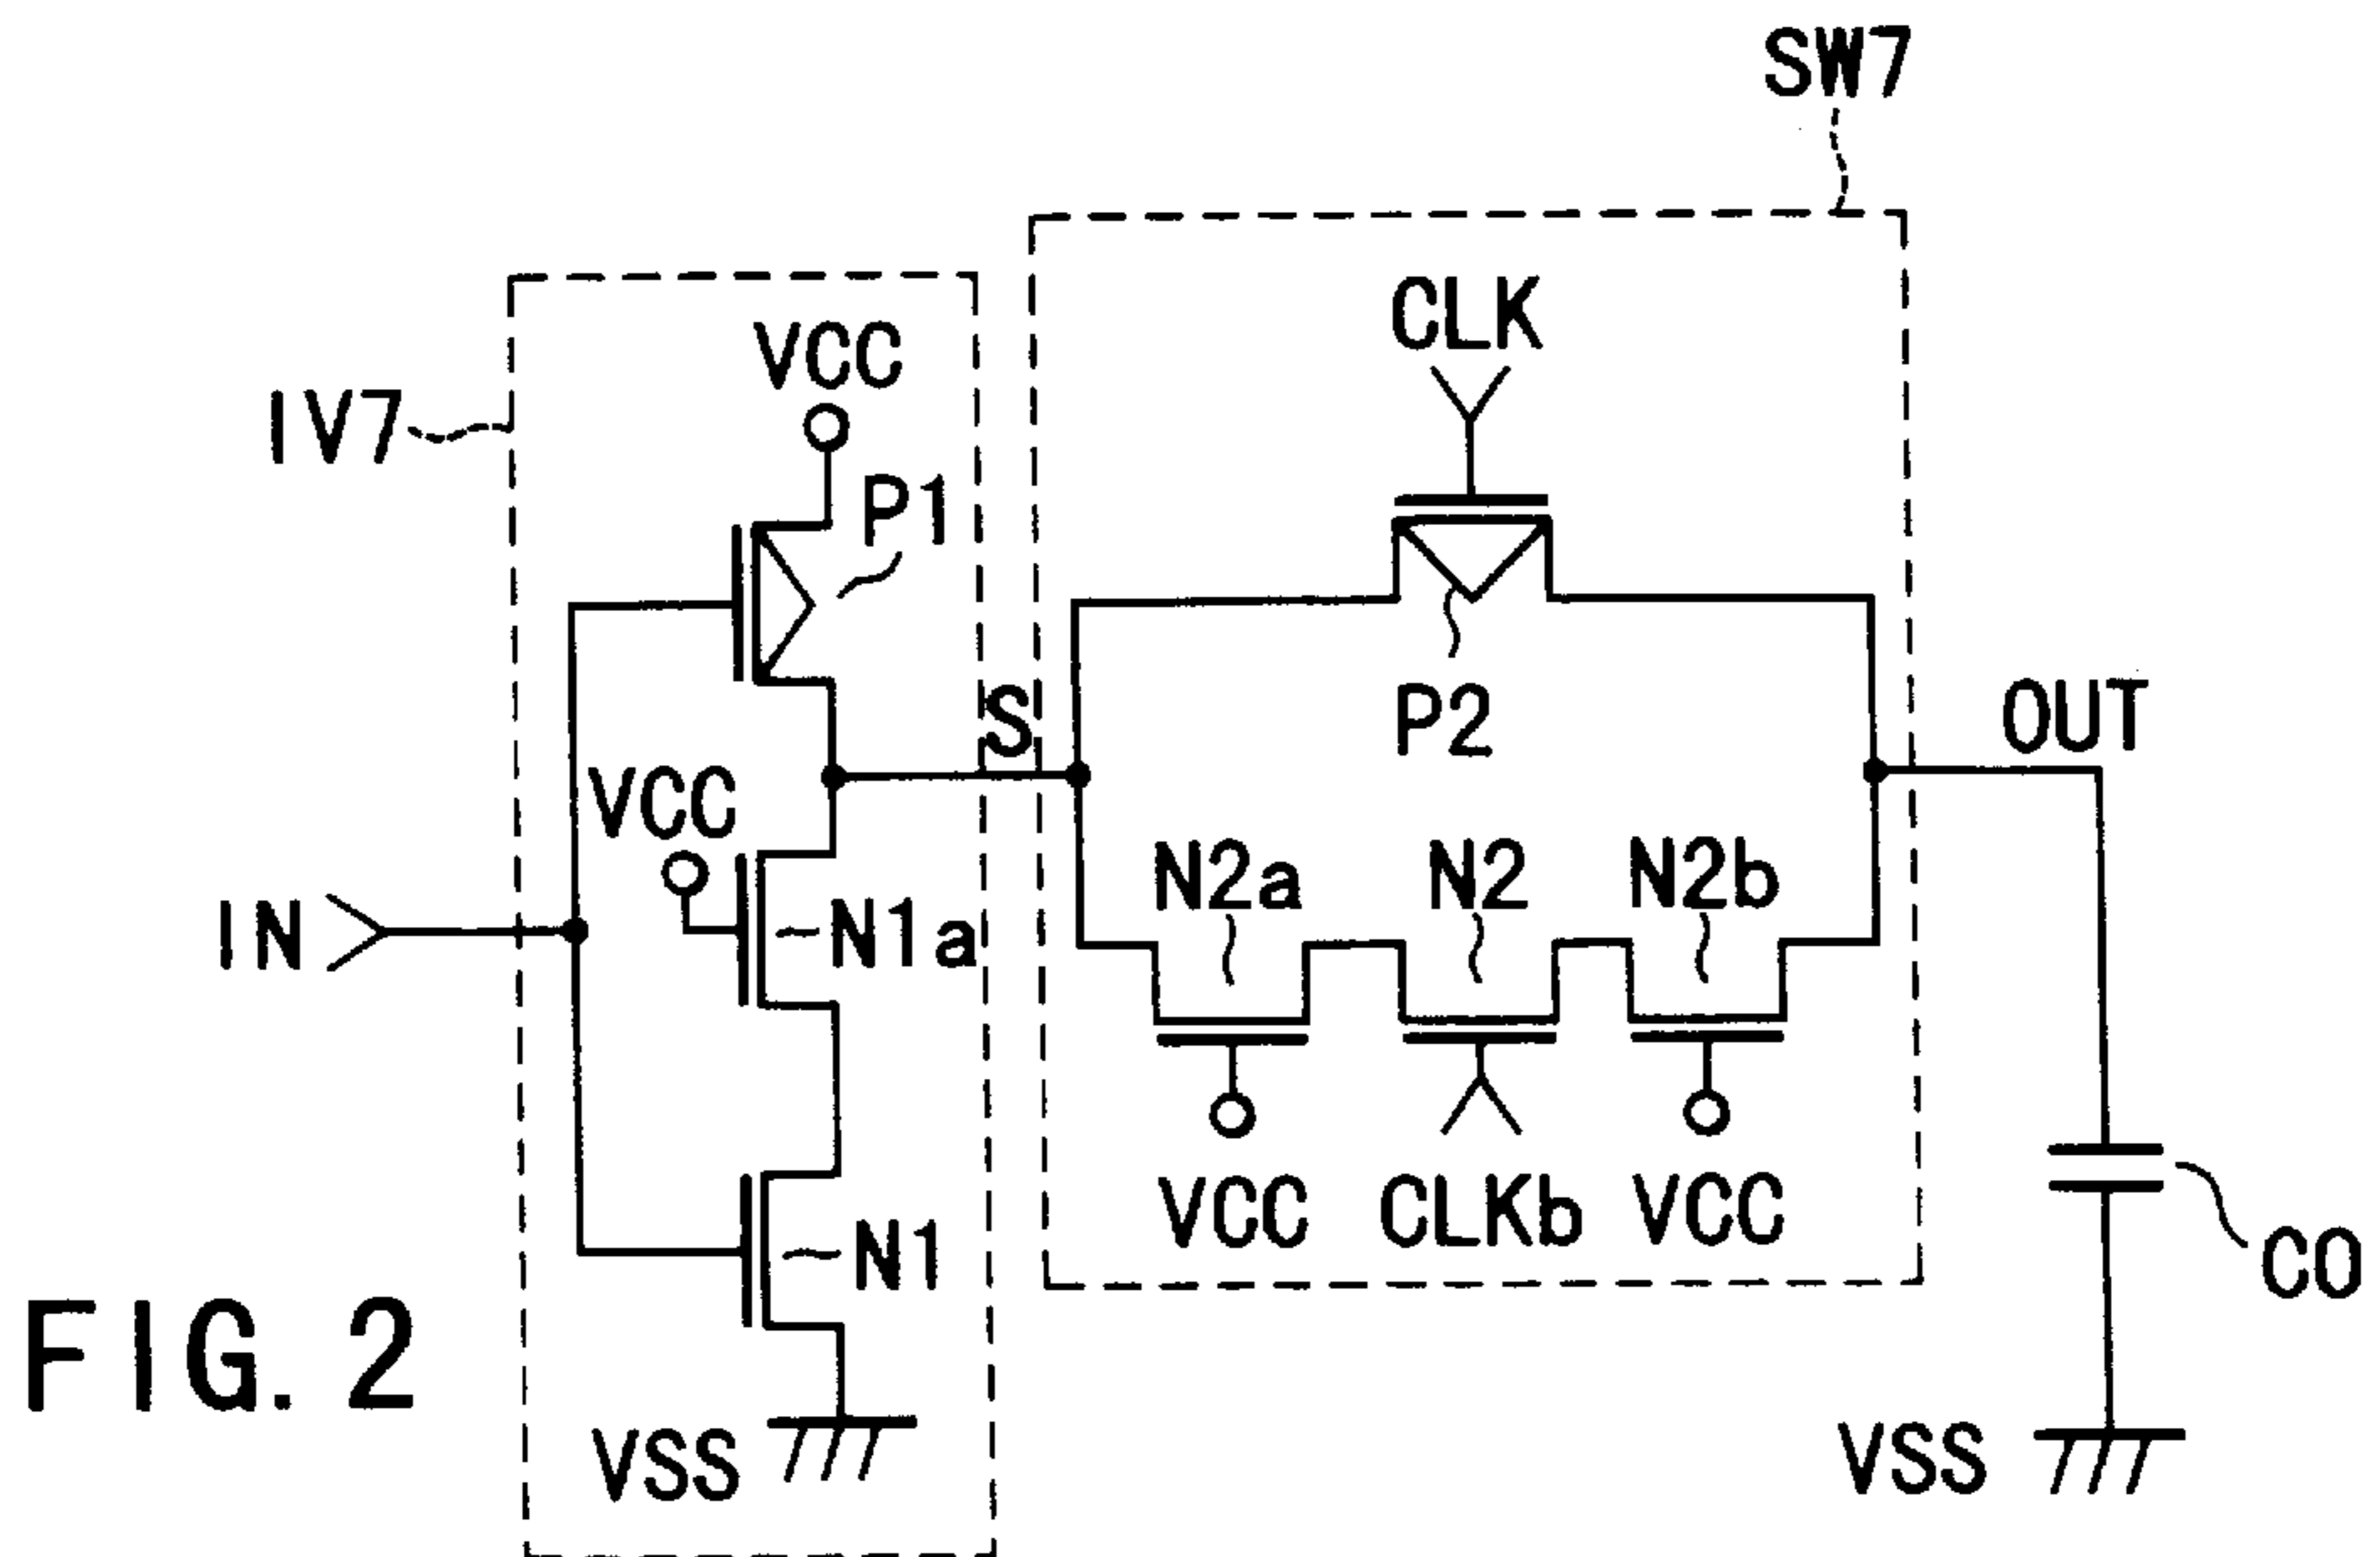 SW7
CLK
VCC
IV7
P1
S
P2
OUT
VCC
N2a N2 N2b
IN
N1a
VCC CLKb VCC
N1
CO
FIG. 2
VSS
VSS